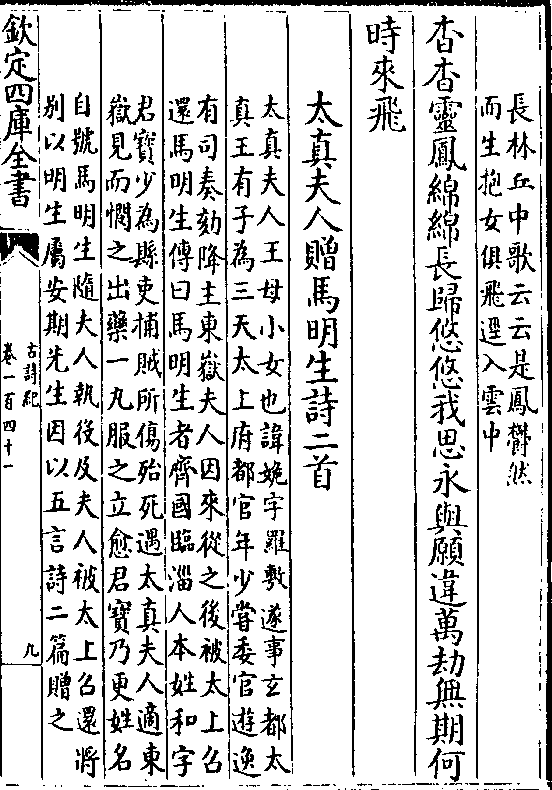 長林丘中歌云云是鳳欝然
而生抱女俱飛逕入雲中
杳杳靈鳳綿綿長歸悠悠我思永與願違萬劫無期何
時來飛
太真夫人贈馬明生詩二首
太真夫人王母小女也諱婉字羅敷遂事玄都太
真王有子為三天太上府都官年少嘗委官遊逸
有司奏劾降主東嶽夫人因來從之後被太上召
還馬明生傳曰馬明生者齊國臨淄人本姓和字
君寶少為縣吏捕賊所傷殆死遇太真夫人適東
嶽見而憫之出藥一丸服之立愈君寶乃更姓名
自號馬明生隨夫人執役及夫人被太上召還將
别以明生屬安期先生因以五言詩二篇贈之
欽定四庫全書
古詩紀
卷一百四十一
九